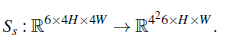 S_s : ℝ^{6×4H×4W} → ℝ^{4^2 6×H×W}.